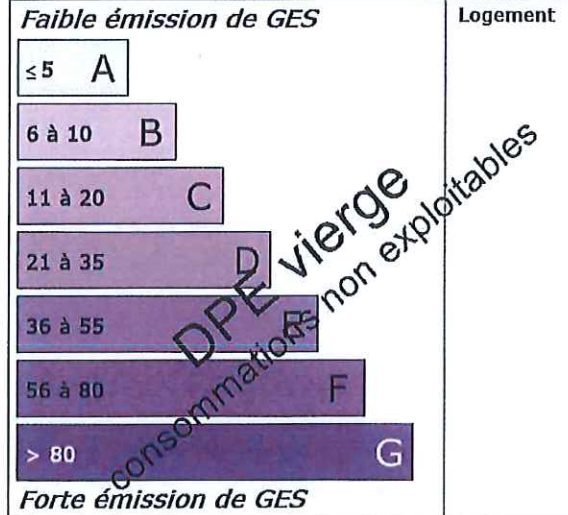 Faible émission de GES
Logement
≤ 5 A
6 à 10 B
11 à 20 C
21 à 35 D
36 à 55 E
56 à 80 F
> 80 G
Forte émission de GES
DPE vierge
consommations non exploitables